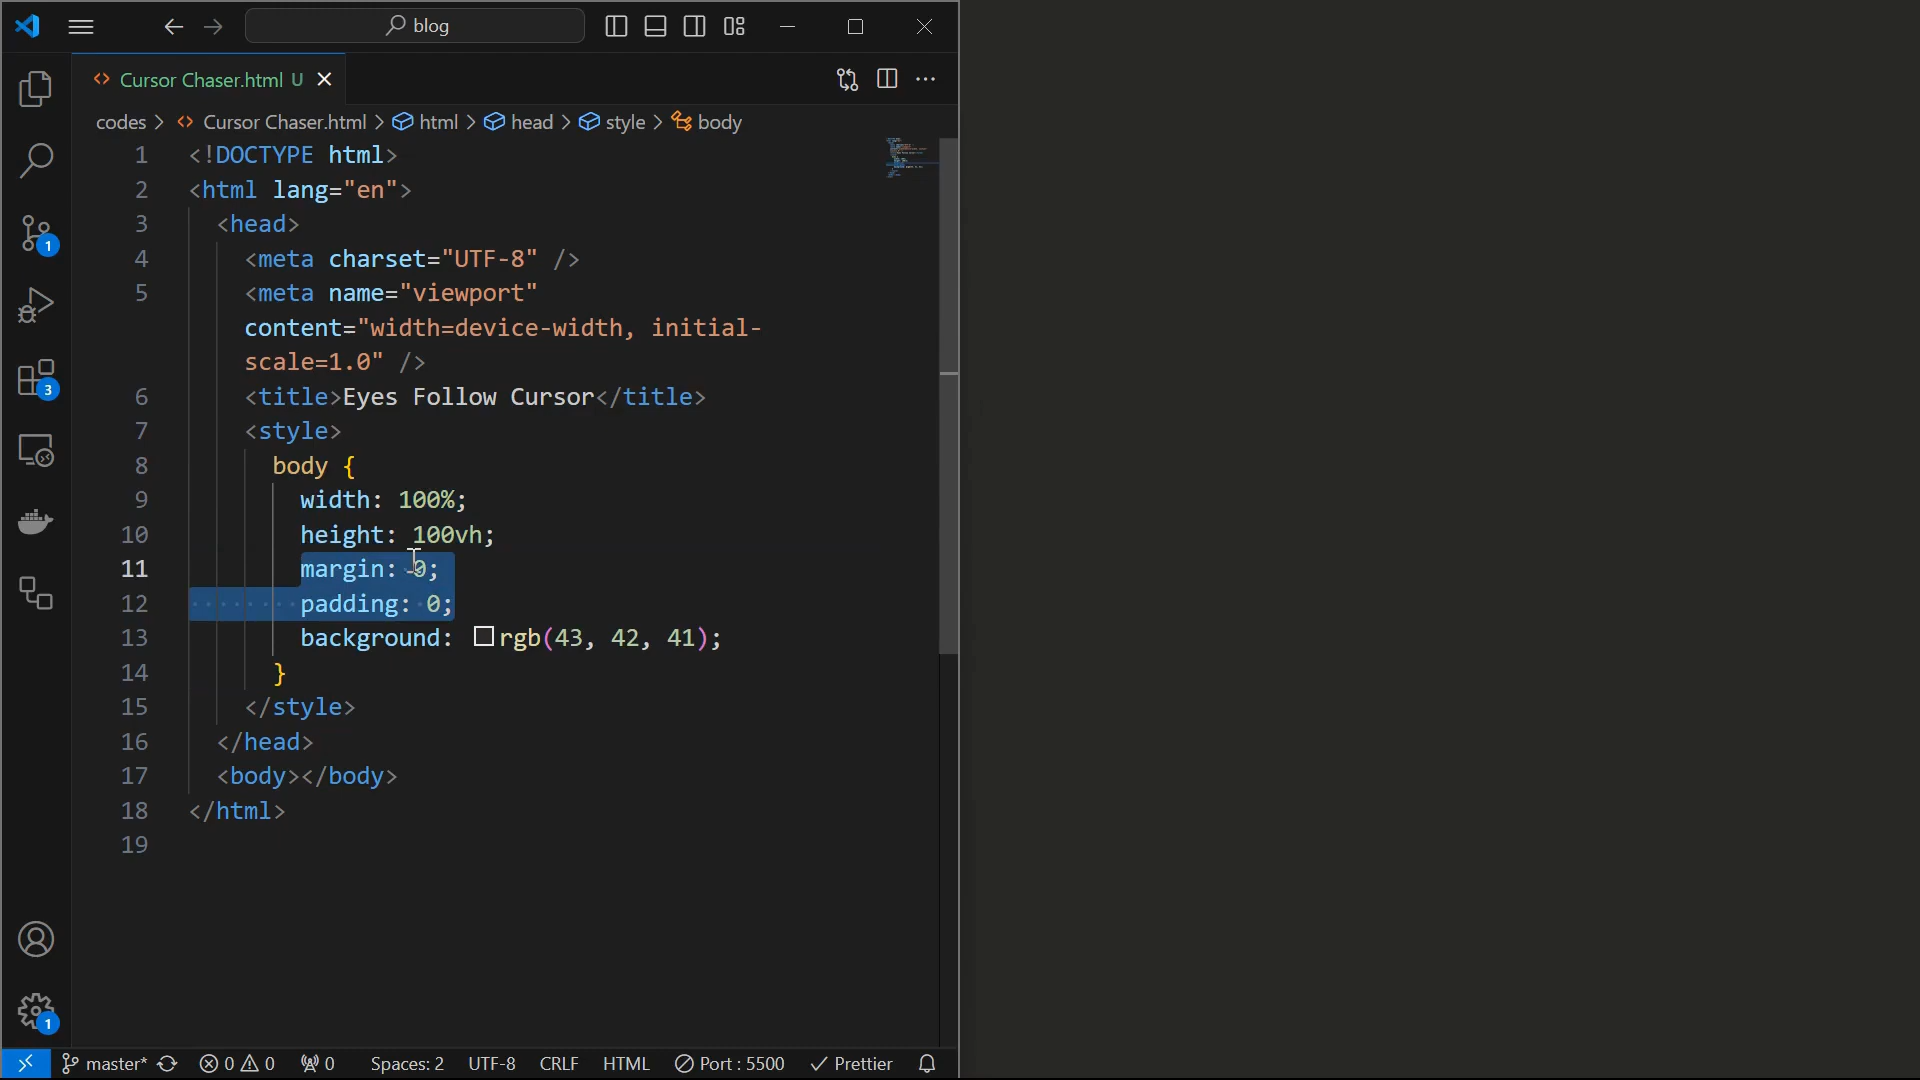 blog
Cursor Chaser.html U
codes > Cursor Chaser.html > html > head > style > body
1 <!DOCTYPE html>
2 <html lang="en">
3 <head>
4 <meta charset="UTF-8" />
5 <meta name="viewport"
content="width=device-width, initial-
scale=1.0" />
6 <title>Eyes Follow Cursor</title>
7 <style>
8 body {
9 width: 100%;
10 height: 100vh;
11 margin: 0;
12 padding: 0;
13 background: rgb(43, 42, 41);
14 }
15 </style>
16 </head>
17 <body></body>
18 </html>
19
1
3
1
master* 0 0 0 Spaces: 2 UTF-8 CRLF HTML Port : 5500 Prettier